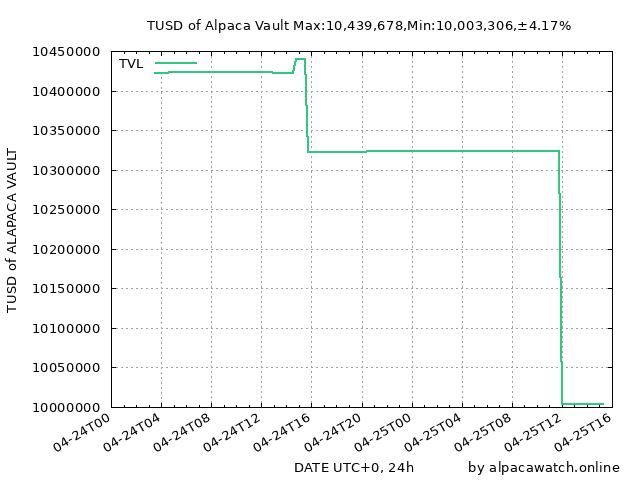 TUSD of Alpaca Vault Max:10,439,678,Min:10,003,306,±4.17%
TVL
TUSD of ALAPACA VAULT
10450000
10400000
10350000
10300000
10250000
10200000
10150000
10100000
10050000
10000000
04-24T00
04-24T04
04-24T08
04-24T12
04-24T16
04-24T20
04-25T00
04-25T04
04-25T08
04-25T12
04-25T16
DATE UTC+0, 24h
by alpacawatch.online